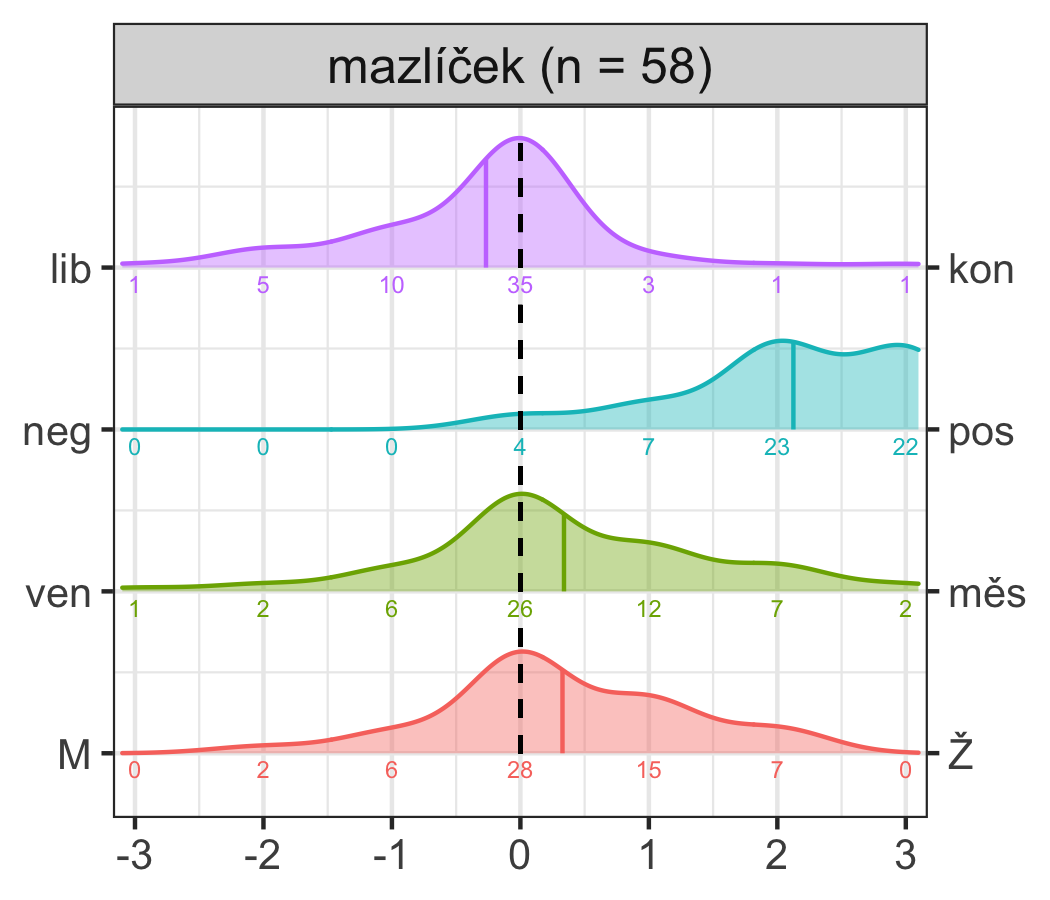 mazlíček (n = 58)
lib kon
1 5 10 35 3 1 1
neg pos
0 0 0 4 7 23 22
ven měs
1 2 6 26 12 7 2
M Ž
0 2 6 28 15 7 0
-3 -2 -1 0 1 2 3